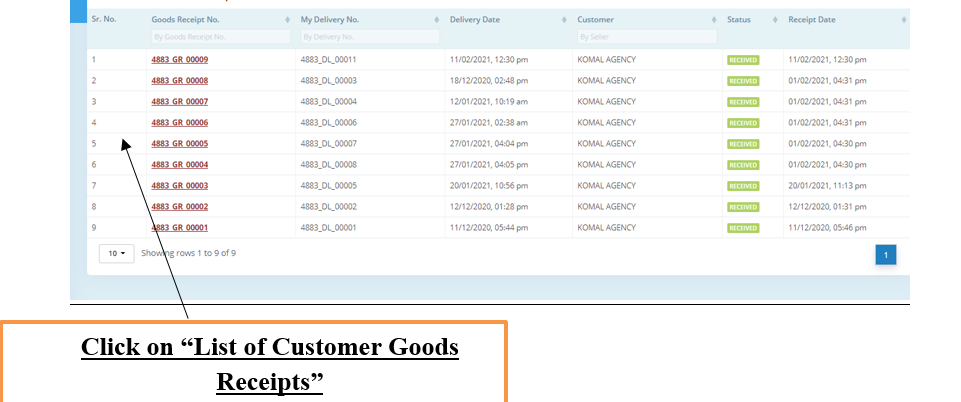 Sr. No. Goods Receipt No. My Delivery No. Delivery Date Customer Status Receipt Date
By Goods Receipt No. By Delivery No. By Seller
1 4883_GR_00009 4883_DL_00011 11/02/2021, 12:30 pm KOMAL AGENCY RECEIVED 11/02/2021, 12:30 pm
2 4883_GR_00008 4883_DL_00003 18/12/2020, 02:48 pm KOMAL AGENCY RECEIVED 01/02/2021, 04:31 pm
3 4883_GR_00007 4883_DL_00004 12/01/2021, 10:19 am KOMAL AGENCY RECEIVED 01/02/2021, 04:31 pm
4 4883_GR_00006 4883_DL_00006 27/01/2021, 02:38 am KOMAL AGENCY RECEIVED 01/02/2021, 04:31 pm
5 4883_GR_00005 4883_DL_00007 27/01/2021, 04:04 pm KOMAL AGENCY RECEIVED 01/02/2021, 04:30 pm
6 4883_GR_00004 4883_DL_00008 27/01/2021, 04:05 pm KOMAL AGENCY RECEIVED 01/02/2021, 04:30 pm
7 4883_GR_00003 4883_DL_00005 20/01/2021, 10:56 pm KOMAL AGENCY RECEIVED 20/01/2021, 11:13 pm
8 4883_GR_00002 4883_DL_00002 12/12/2020, 01:28 pm KOMAL AGENCY RECEIVED 12/12/2020, 01:31 pm
9 4883_GR_00001 4883_DL_00001 11/12/2020, 05:44 pm KOMAL AGENCY RECEIVED 11/12/2020, 05:46 pm
10 Showing rows 1 to 9 of 9 1
Click on “List of Customer Goods
Receipts”